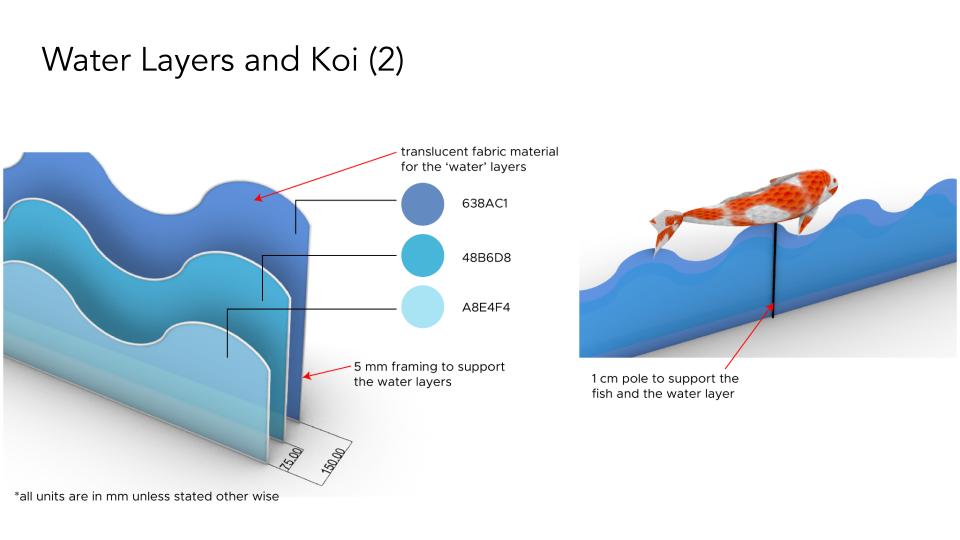 Water Layers and Koi (2)
translucent fabric material
for the ‘water’ layers
638AC1
48B6D8
A8E4F4
5 mm framing to support
the water layers
75.00
150.00
*all units are in mm unless stated other wise
1 cm pole to support the
fish and the water layer